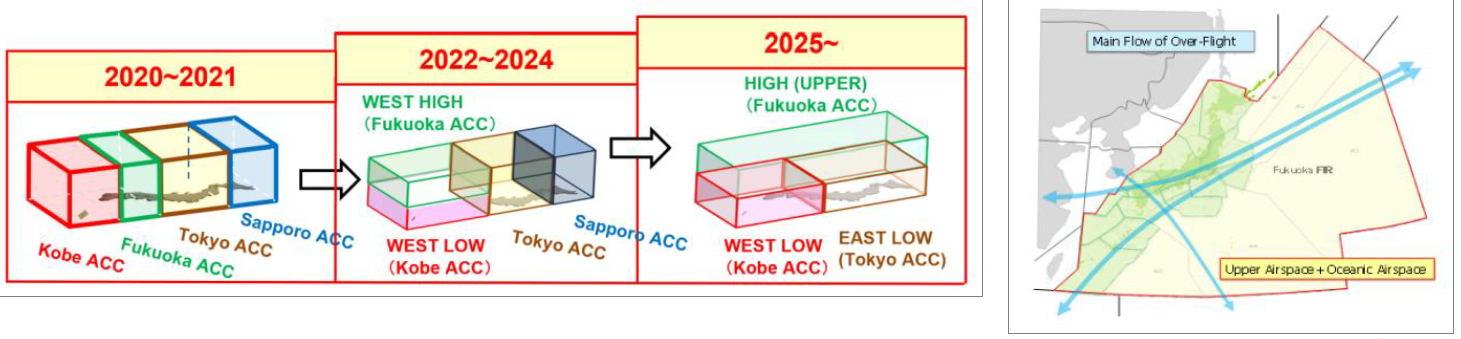 2020~2021
Kobe ACC
Fukuoka ACC
Tokyo ACC
Sapporo ACC
2022~2024
WEST HIGH
(Fukuoka ACC)
WEST LOW
(Kobe ACC)
Tokyo ACC
Sapporo ACC
2025~
HIGH (UPPER)
(Fukuoka ACC)
WEST LOW
(Kobe ACC)
EAST LOW
(Tokyo ACC)
Main Flow of Over-Flight
Fukuoka FIR
Upper Airspace + Oceanic Airspace